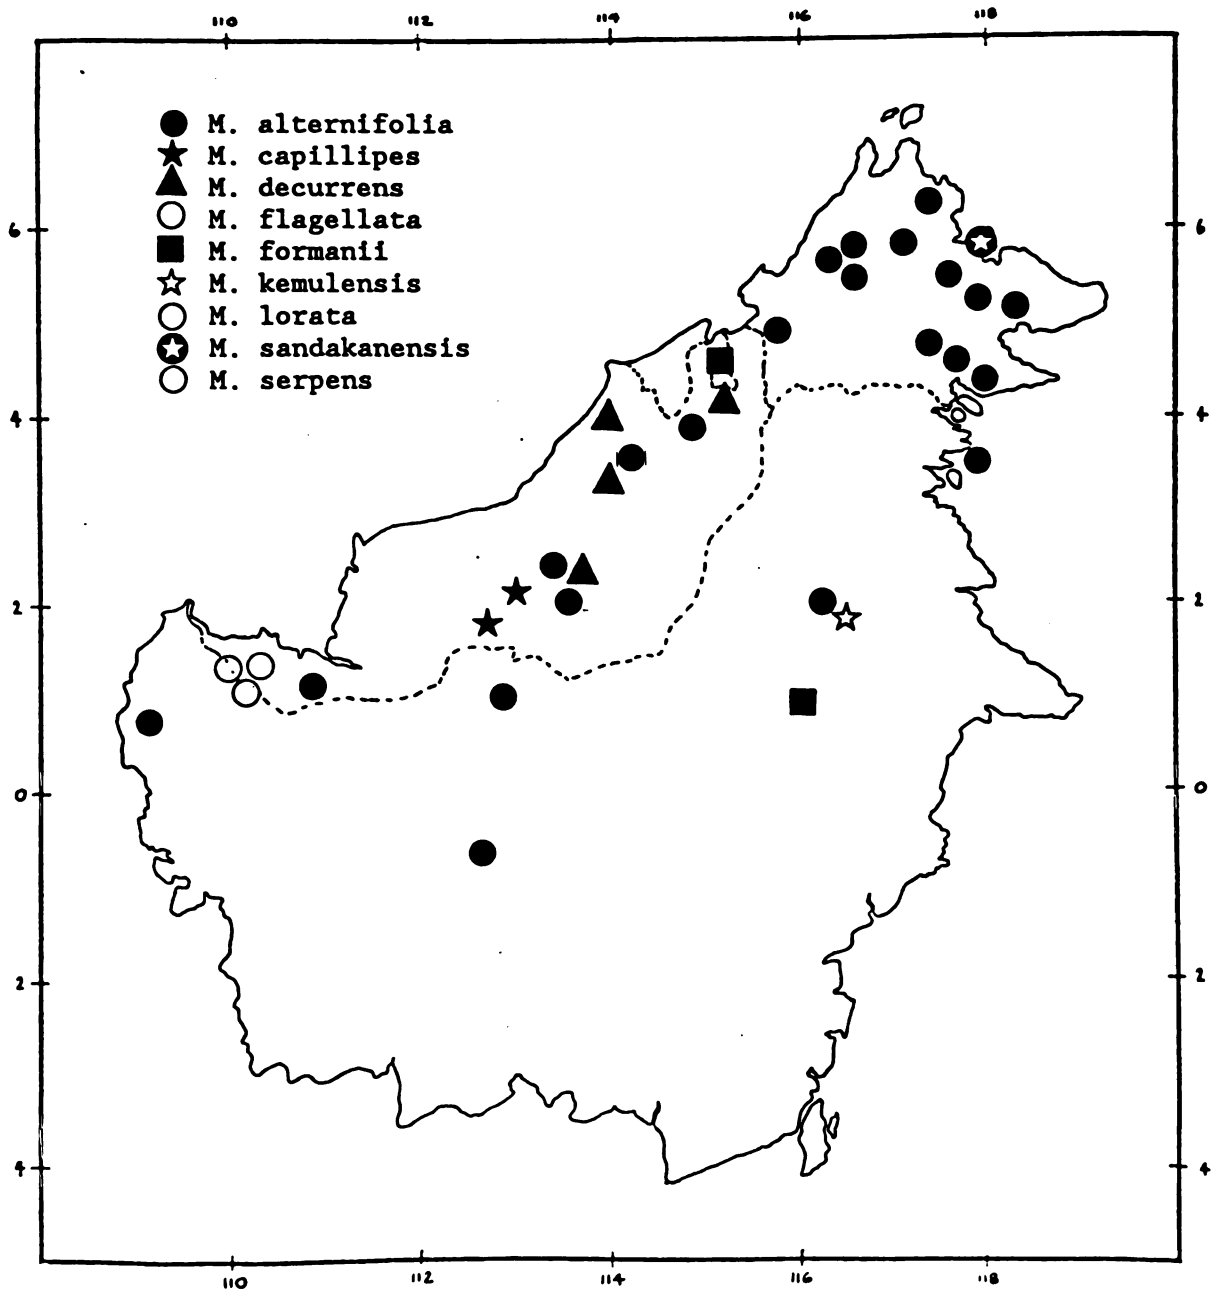 110 112 114 116 118
M. alternifolia
M. capillipes
M. decurrens
M. flagellata
M. formanii
M. kemulensis
M. lorata
M. sandakanensis
M. serpens
6 6
4 4
2 2
0 0
2 2
4 4
110 112 114 116 118